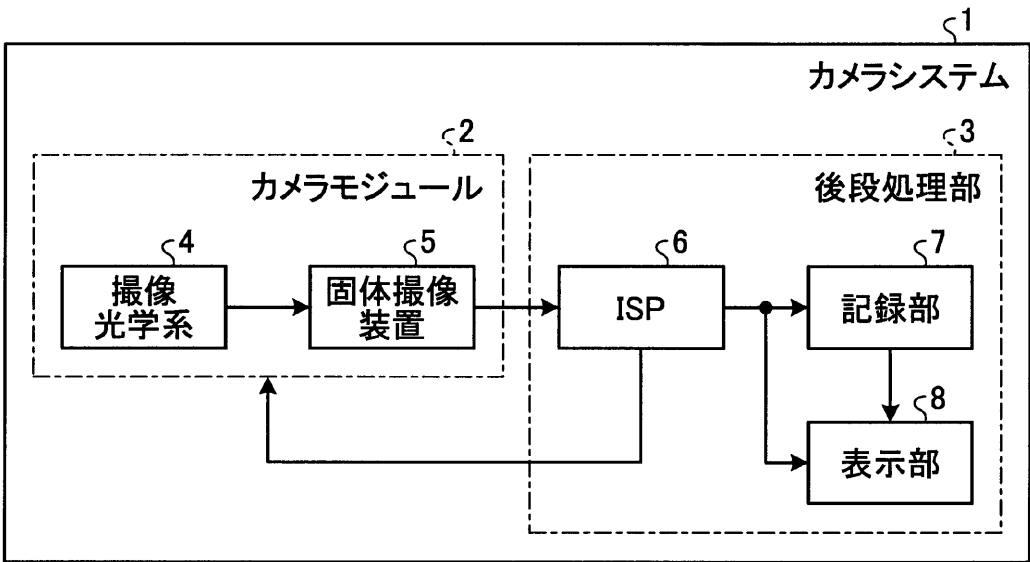 1
カメラシステム
2
カメラモジュール
3
後段処理部
4
撮像
光学系
5
固体撮像
装置
6
ISP
7
記録部
8
表示部